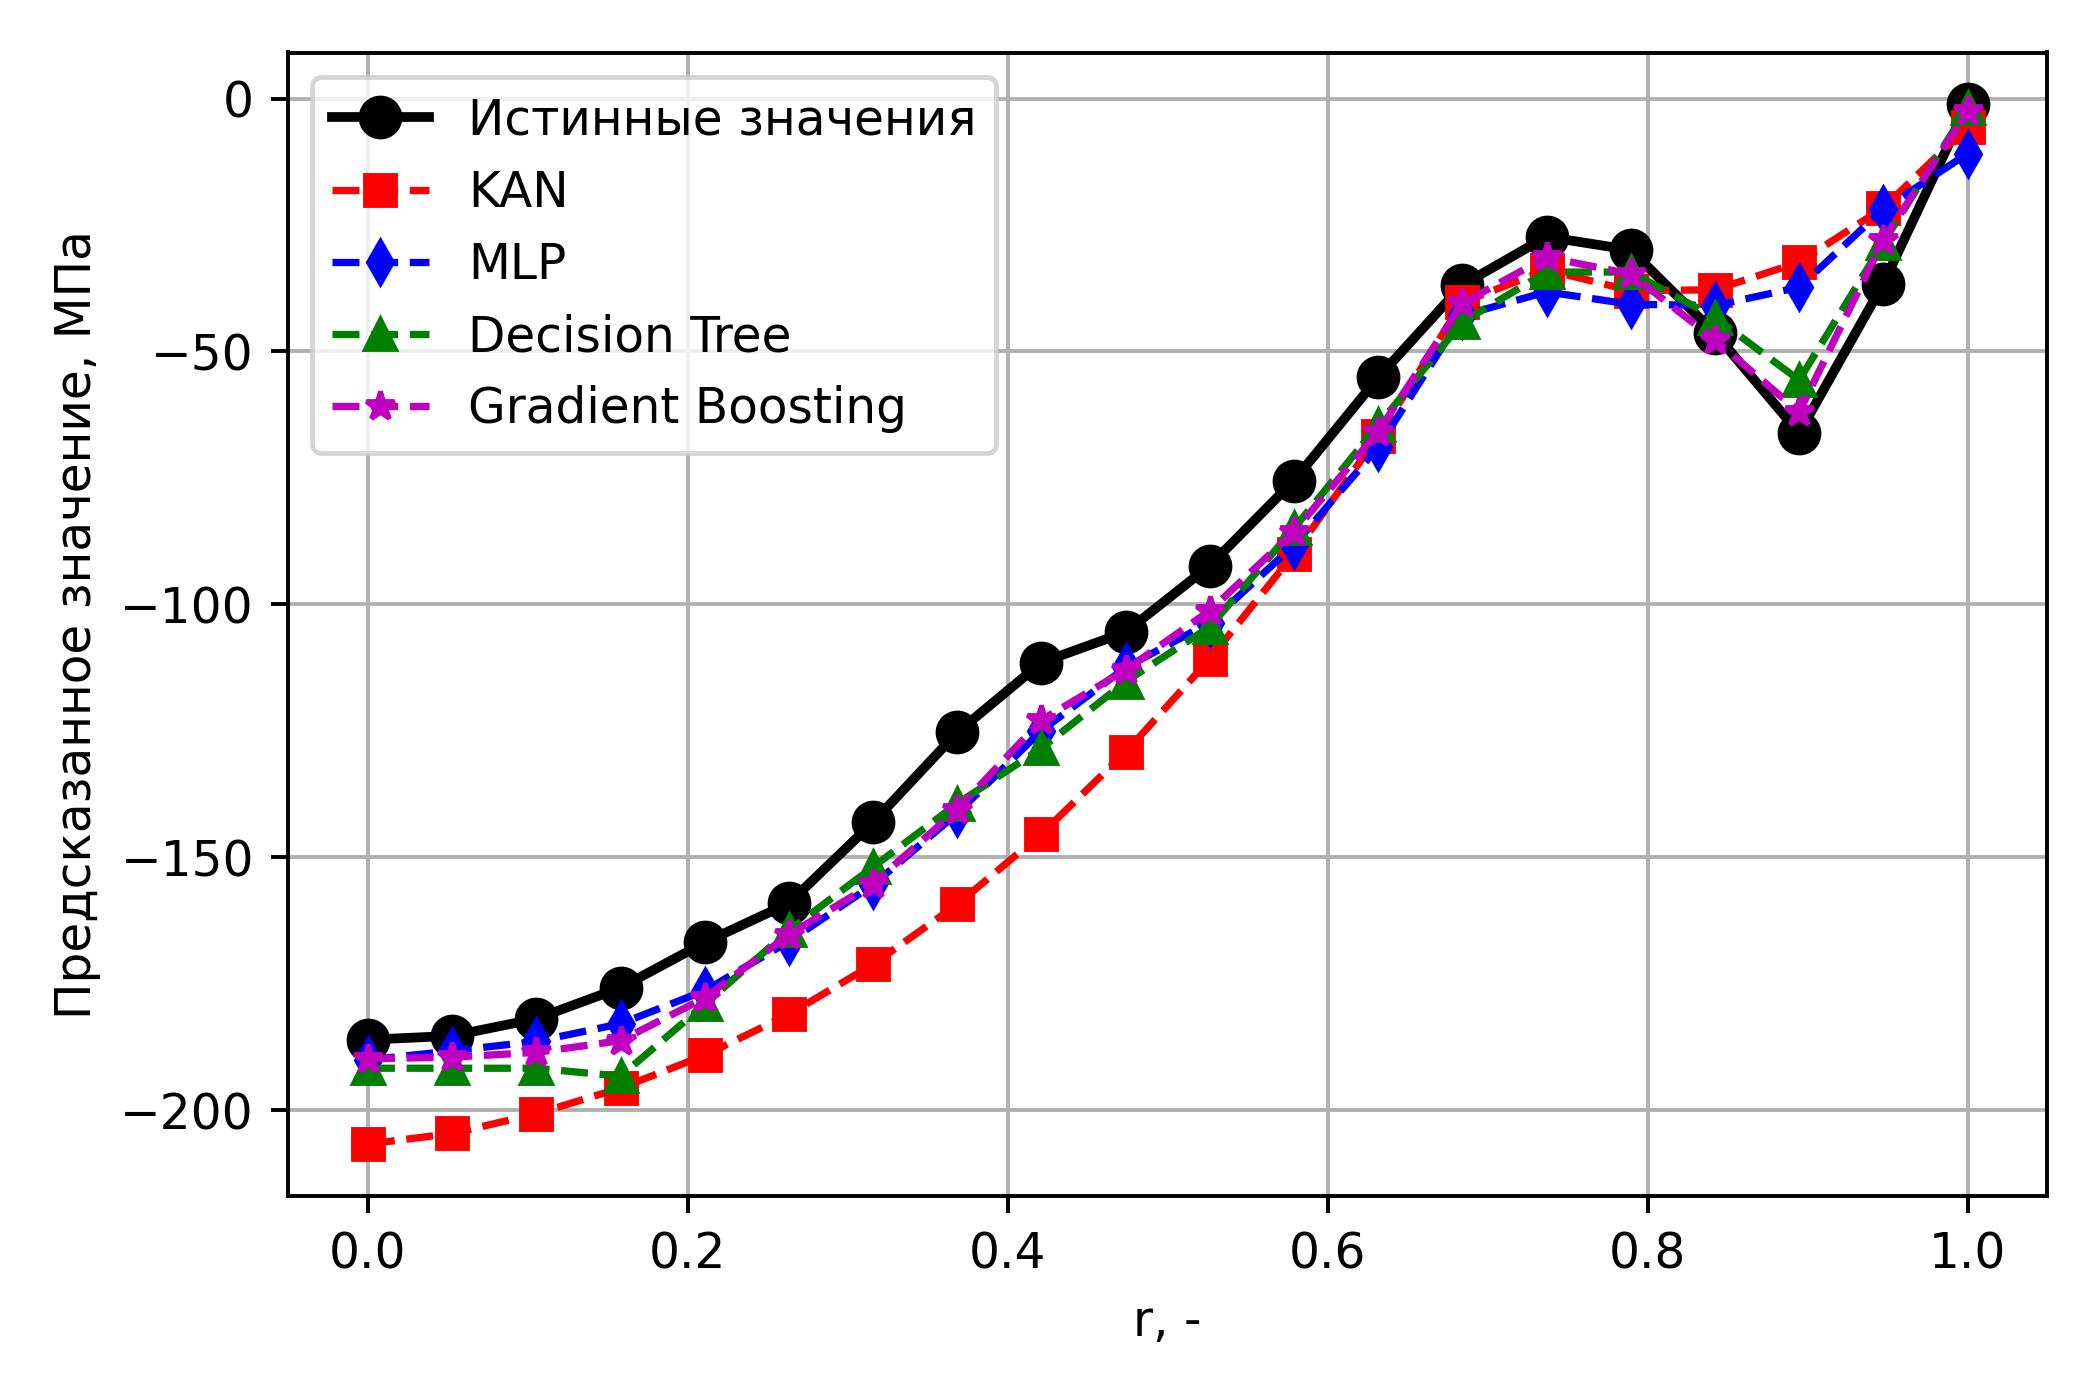 Предсказанное значение, МПа
0
−50
−100
−150
−200
Истинные значения
KAN
MLP
Decision Tree
Gradient Boosting
0.0 0.2 0.4 0.6 0.8 1.0
r, -